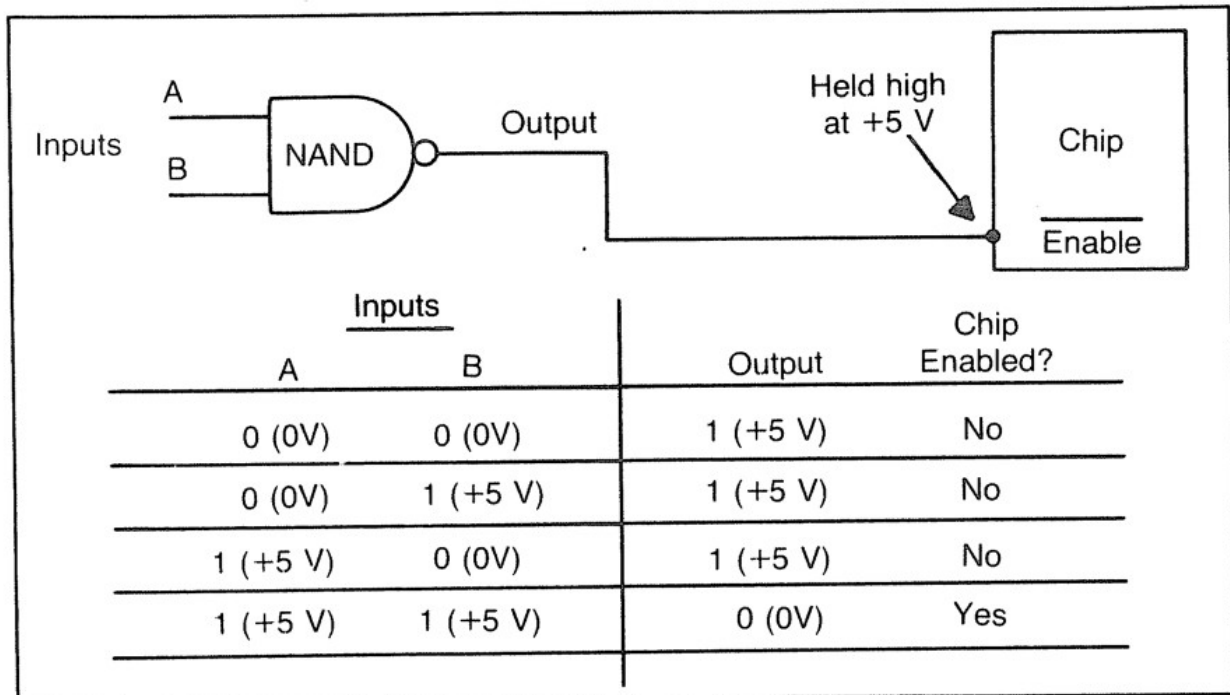 A
Inputs
B
NAND
Output
Held high
at +5 V
Chip
Enable
Inputs
A B Output Chip Enabled?
0 (0V) 0 (0V) 1 (+5 V) No
0 (0V) 1 (+5 V) 1 (+5 V) No
1 (+5 V) 0 (0V) 1 (+5 V) No
1 (+5 V) 1 (+5 V) 0 (0V) Yes